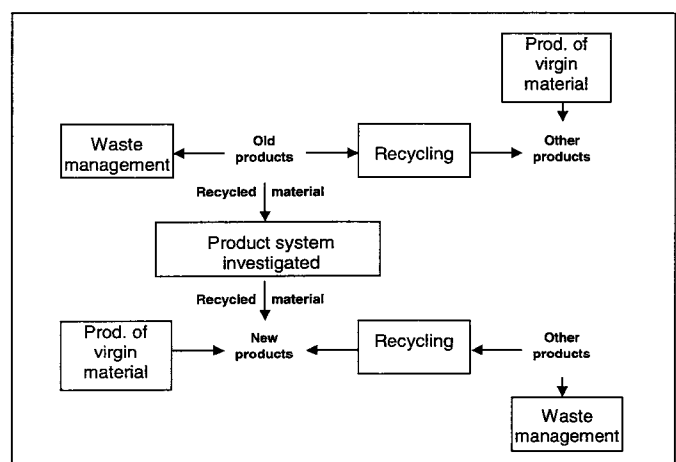 Prod. of
virgin
material
Waste
management
Old
products
Recycling
Other
products
Recycled material
Product system
investigated
Recycled material
Prod. of
virgin
material
New
products
Recycling
Other
products
Waste
management